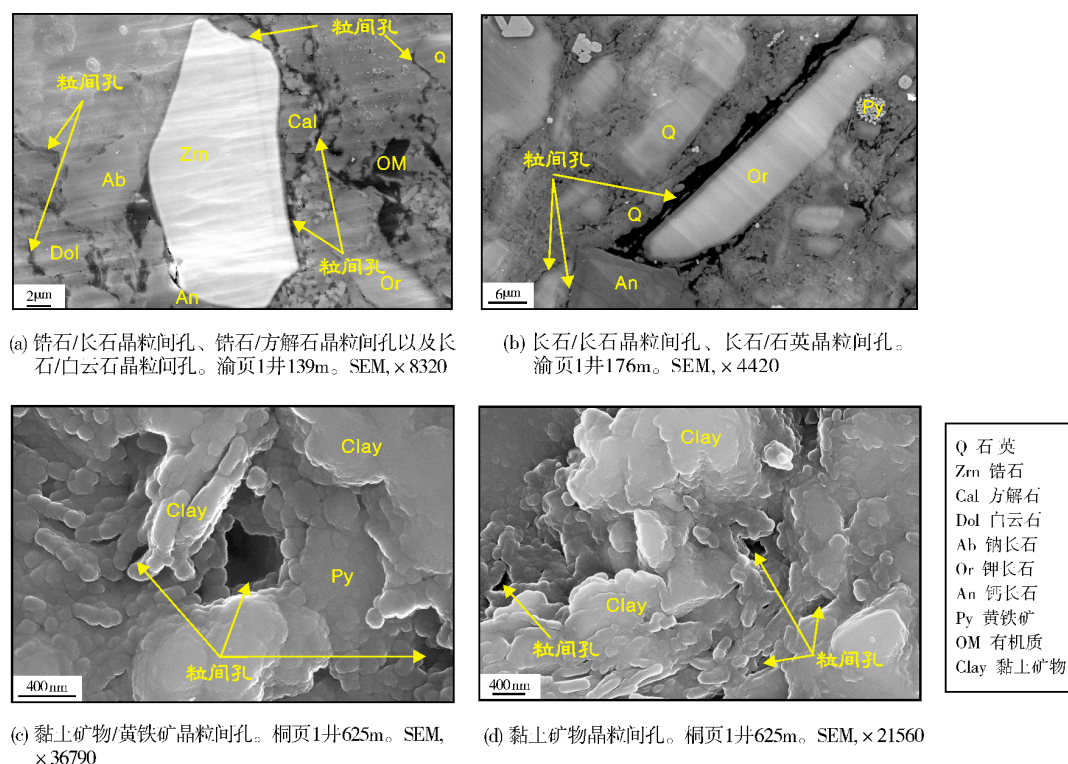 粒间孔
粒间孔
Q
Cal
Zrn
OM
Ab
Dol
粒间孔
An
Or
2μm
(a) 锆石/长石晶粒间孔、锆石/方解石晶粒间孔以及长
石/白云石晶粒间孔。渝页1井139m。SEM, ×8320
Q
Py
粒间孔
Or
Q
An
6μm
(b) 长石/长石晶粒间孔、长石/石英晶粒间孔。
渝页1井176m。SEM, ×4420
Clay
Clay
Py
粒间孔
400nm
(c) 黏土矿物/黄铁矿晶粒间孔。桐页1井625m。SEM,
×36790
Clay
Clay
粒间孔
粒间孔
400nm
(d) 黏土矿物晶粒间孔。桐页1井625m。SEM, ×21560
Q 石英
Zrn 锆石
Cal 方解石
Dol 白云石
Ab 钠长石
Or 钾长石
An 钙长石
Py 黄铁矿
OM 有机质
Clay 黏土矿物